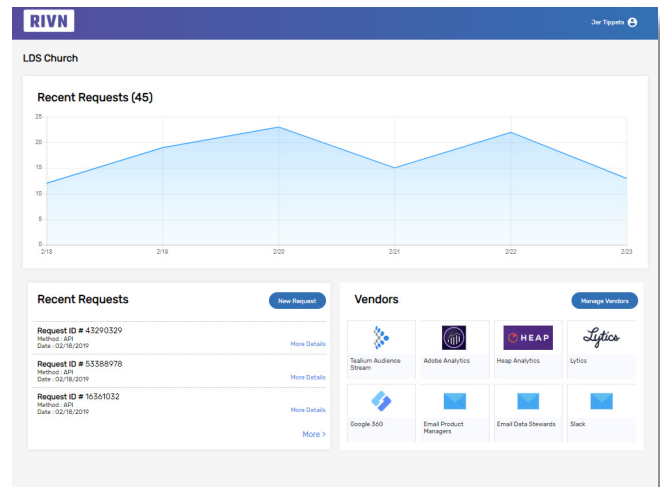 RIVN
Jer Tippets
LDS Church
Recent Requests (45)
25
20
15
10
5
0
2/18 2/19 2/20 2/21 2/22 2/23
Recent Requests
New Request
Request ID # 43290329
Method : API
Date : 02/18/2019
More Details
Request ID # 53388978
Method : API
Date : 02/18/2019
More Details
Request ID # 16361032
Method : API
Date : 02/18/2019
More Details
More >
Vendors
Manage Vendors
HEAP
Lytics
Tealium Audience
Stream
Adobe Analytics
Heap Analytics
Lytics
Google 360
Email Product
Managers
Email Data Stewards
Slack